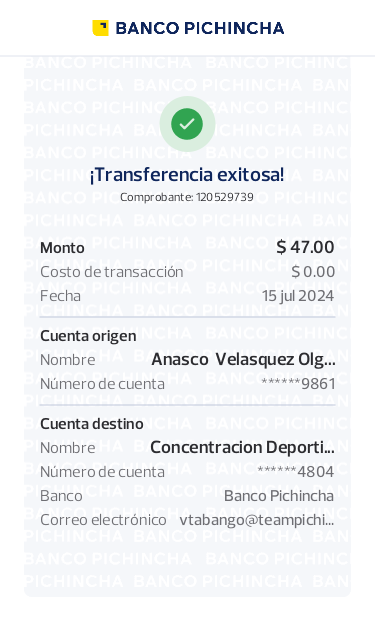 BANCO PICHINCHA
¡Transferencia exitosa!
Comprobante: 120529739
Monto $ 47.00
Costo de transacción $ 0.00
Fecha 15 jul 2024
Cuenta origen
Nombre Anasco Velasquez Olg...
Número de cuenta ******9861
Cuenta destino
Nombre Concentracion Deporti...
Número de cuenta ******4804
Banco Banco Pichincha
Correo electrónico vtabango@teampichi...